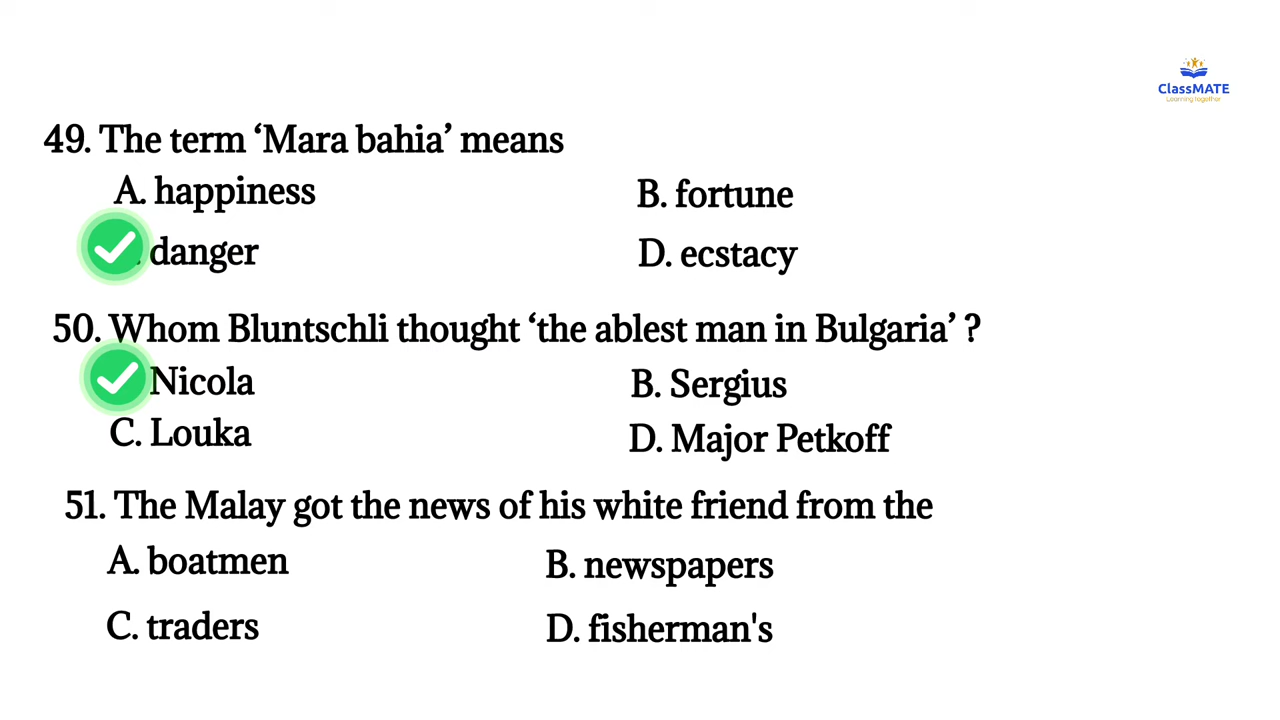 ClassMATE
Learning together
49. The term ‘Mara bahia’ means
A. happiness
B. fortune
danger
D. ecstacy
50. Whom Bluntschli thought ‘the ablest man in Bulgaria’ ?
Nicola
B. Sergius
C. Louka
D. Major Petkoff
51. The Malay got the news of his white friend from the
A. boatmen
B. newspapers
C. traders
D. fisherman's